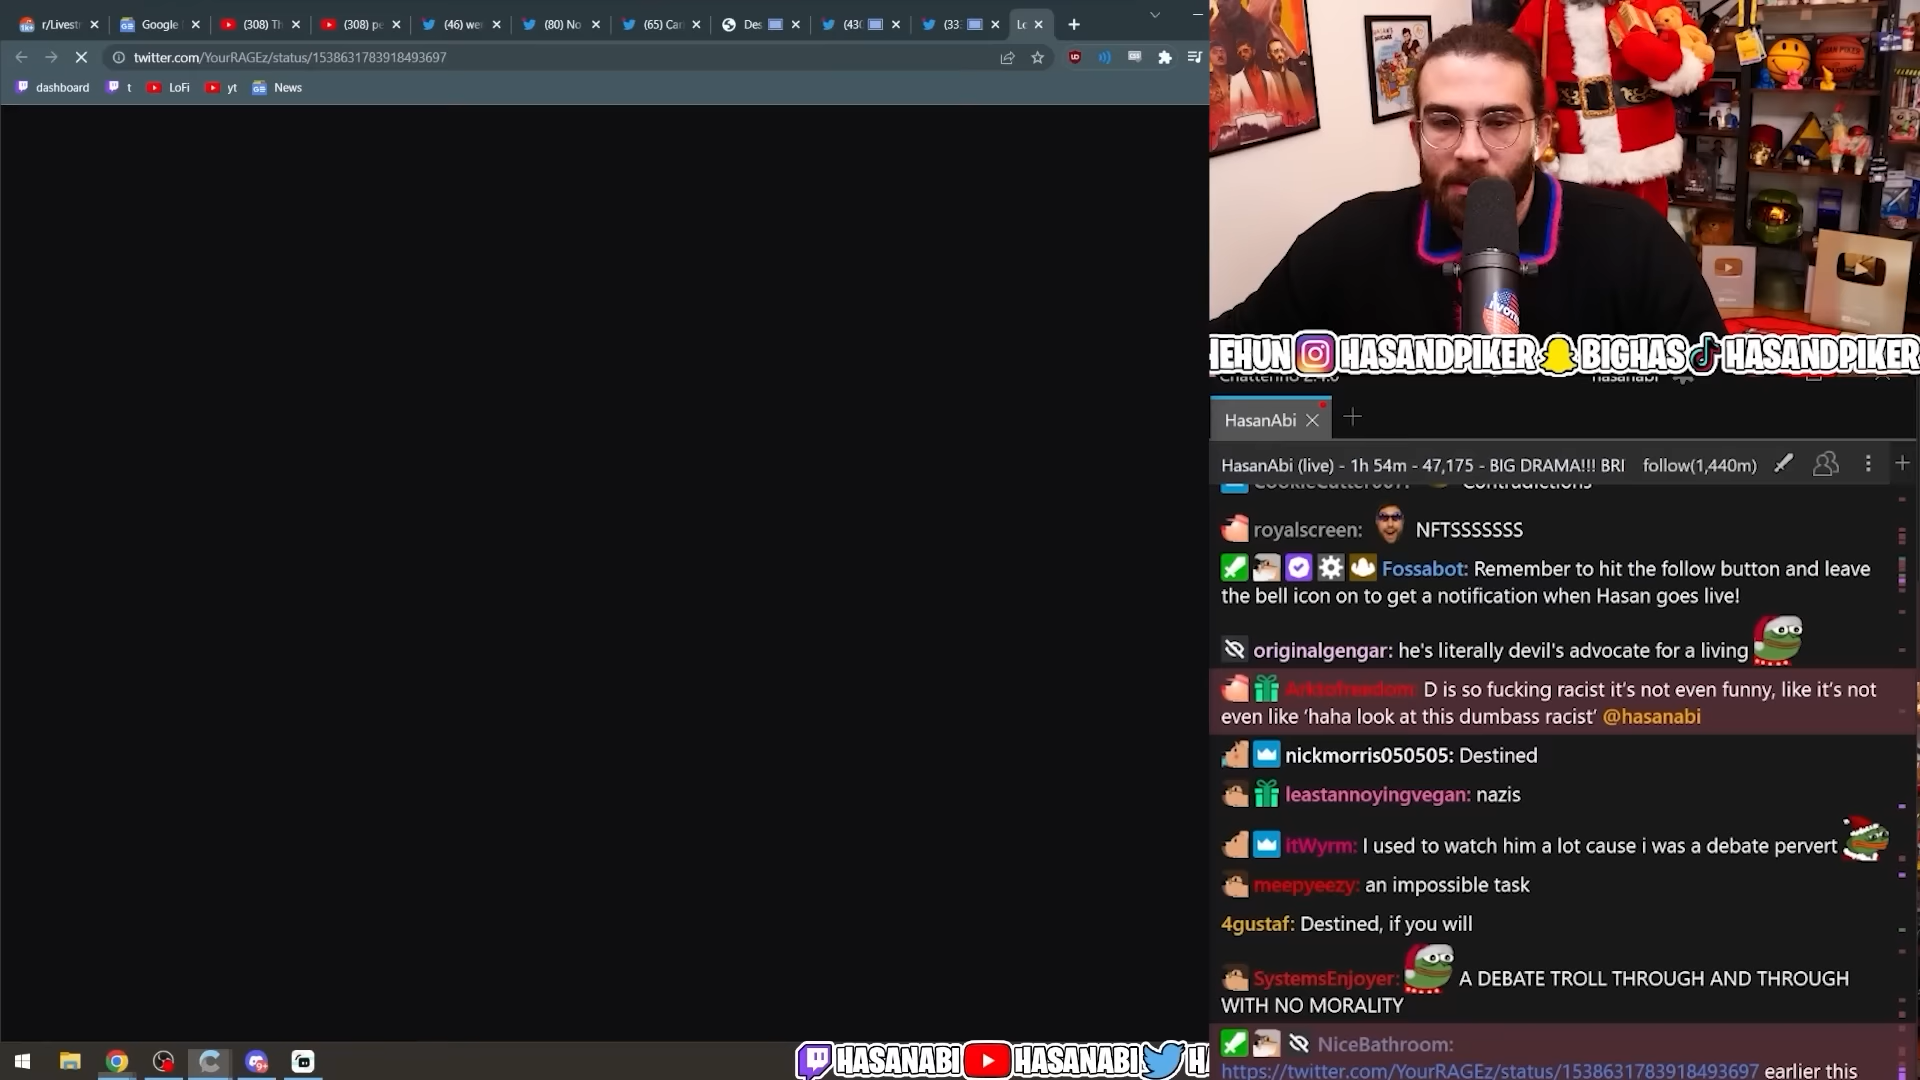 r/Livestr
Google
(308) Th
(308) pe
(46) we
(80) No
(65) Car
Des
(430
(33
Lo
twitter.com/YourRAGEz/status/1538631783918493697
dashboard
t
LoFi
yt
News
HEHUN HASANDPIKER BIGHAS HASANDPIKER
HasanAbi
HasanAbi (live) - 1h 54m - 47,175 - BIG DRAMA!!! BRI follow(1,440m)
royalscreen: NFTSSSSSSS
Fossabot: Remember to hit the follow button and leave
the bell icon on to get a notification when Hasan goes live!
originalgengar: he's literally devil's advocate for a living
Arktofreedom: D is so fucking racist it's not even funny, like it's not
even like 'haha look at this dumbass racist' @hasanabi
nickmorris050505: Destined
leastannoyingvegan: nazis
itWyrm: I used to watch him a lot cause i was a debate pervert
meepyeezy: an impossible task
4gustaf: Destined, if you will
SystemsEnjoyer: A DEBATE TROLL THROUGH AND THROUGH
WITH NO MORALITY
NiceBathroom:
https://twitter.com/YourRAGEz/status/1538631783918493697 earlier this
HASANABI HASANABI H